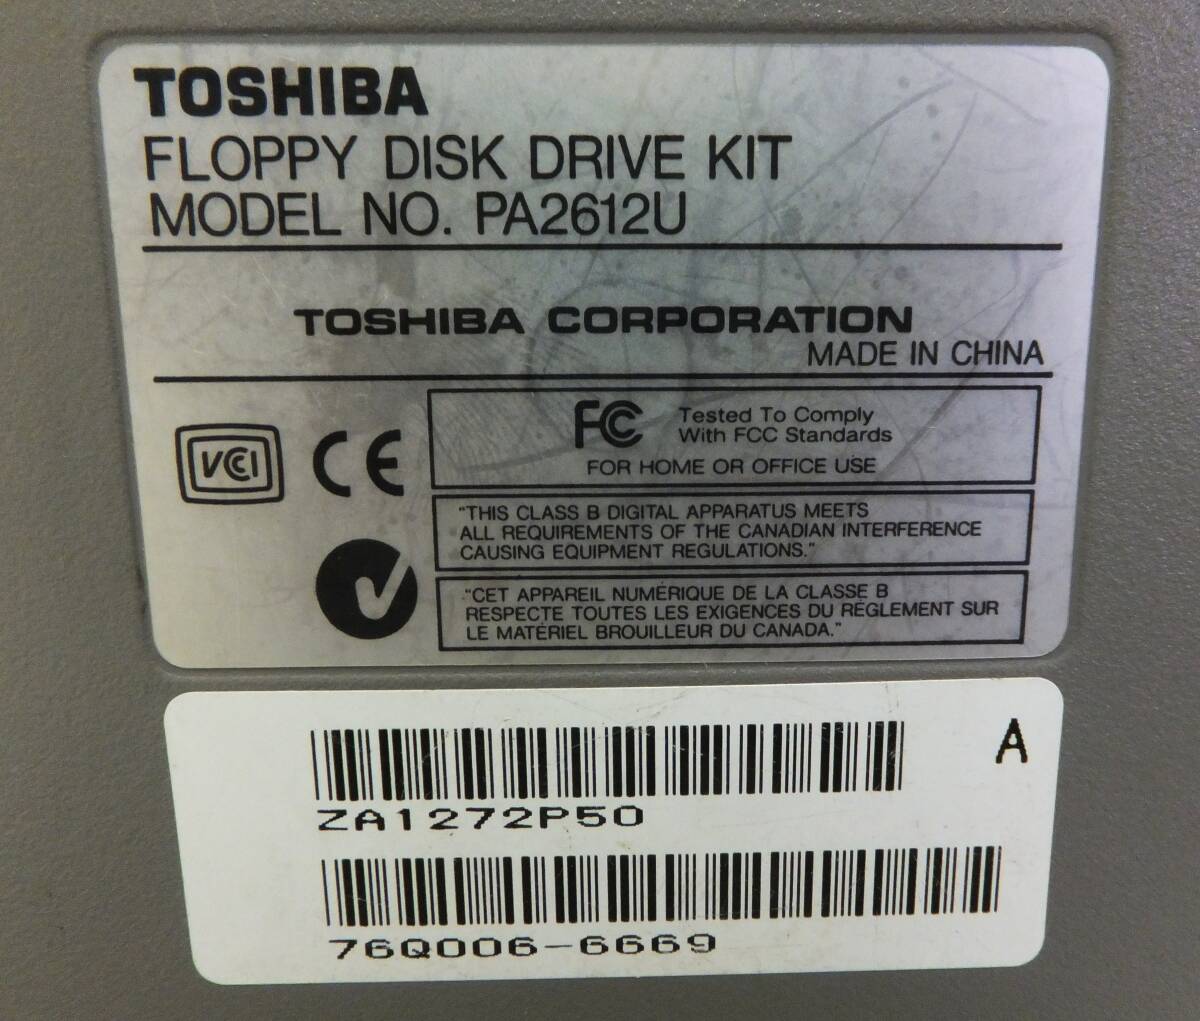 TOSHIBA
FLOPPY DISK DRIVE KIT
MODEL NO. PA2612U
TOSHIBA CORPORATION
MADE IN CHINA
VCCI
CE
FC
Tested To Comply
With FCC Standards
FOR HOME OR OFFICE USE
"THIS CLASS B DIGITAL APPARATUS MEETS
ALL REQUIREMENTS OF THE CANADIAN INTERFERENCE
CAUSING EQUIPMENT REGULATIONS."
"CET APPAREIL NUMÉRIQUE DE LA CLASSE B
RESPECTE TOUTES LES EXIGENCES DU RÉGLEMENT SUR
LE MATÉRIEL BROUILLEUR DU CANADA."
A
ZA1272P50
76Q006-6669